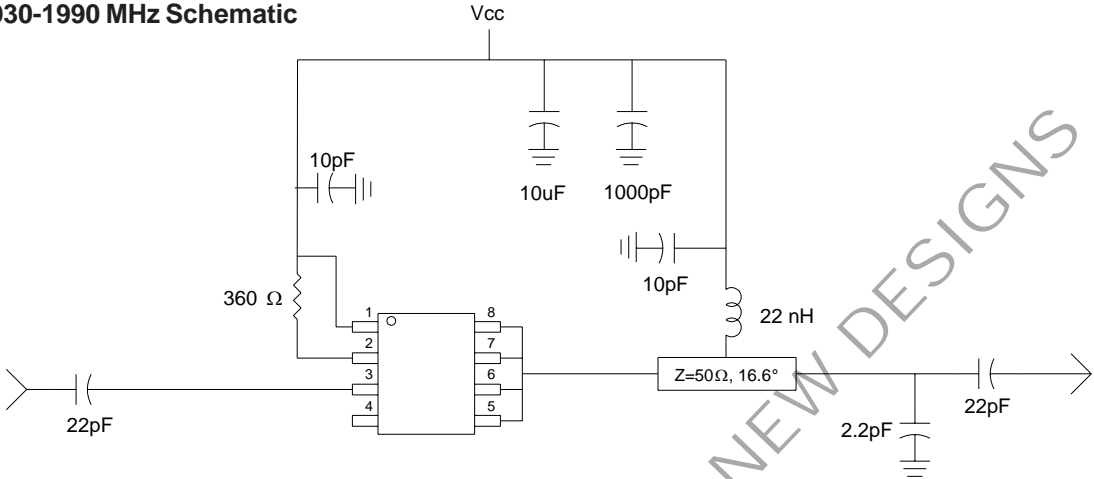 930-1990 MHz Schematic
Vcc
10pF
10uF
1000pF
10pF
360 Ω
22 nH
1
8
2
7
3
6
4
5
Z=50Ω, 16.6°
22pF
2.2pF
22pF
NEW DESIGNS